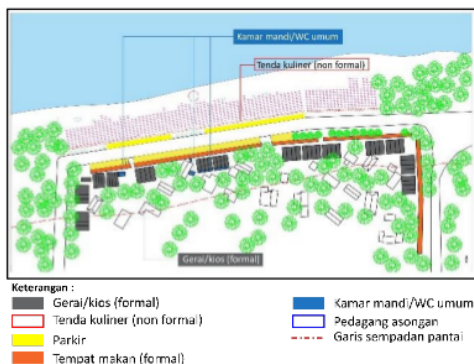 Kamar mandi/WC umum
Tenda kuliner (non formal)
Gerai/kios (formal)
Keterangan :
Gerai/kios (formal)
Tenda kuliner (non formal)
Parkir
Tempat makan (formal)
Kamar mandi/WC umum
Pedagang asongan
Garis sempadan pantai